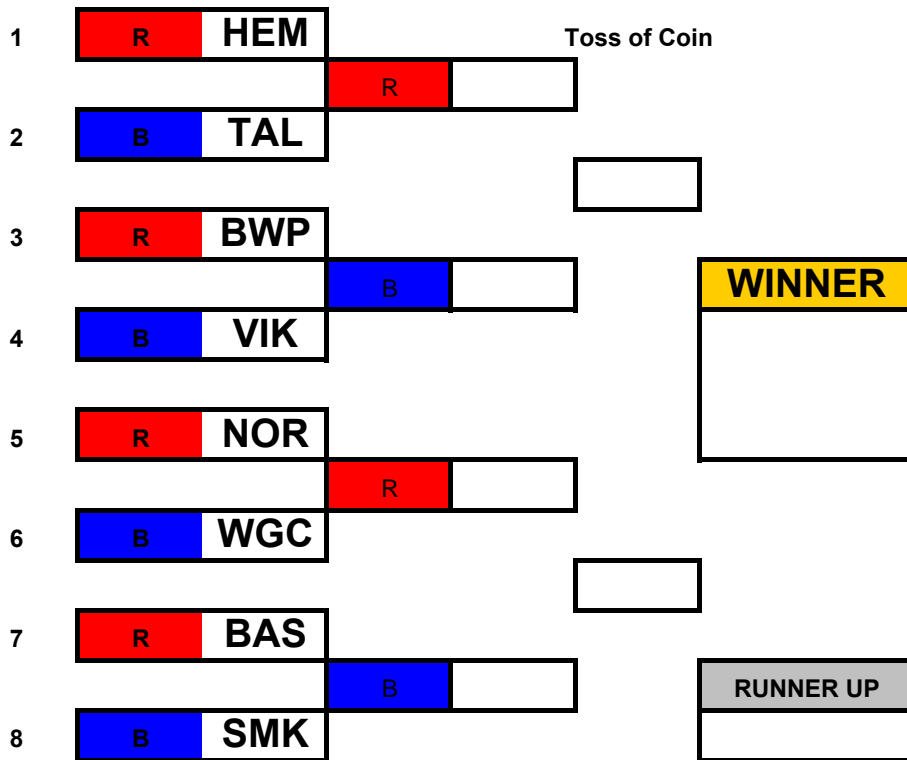 1 R HEM Toss of Coin
R
2 B TAL
3 R BWP
B WINNER
4 B VIK
5 R NOR
R
6 B WGC
7 R BAS
B RUNNER UP
8 B SMK